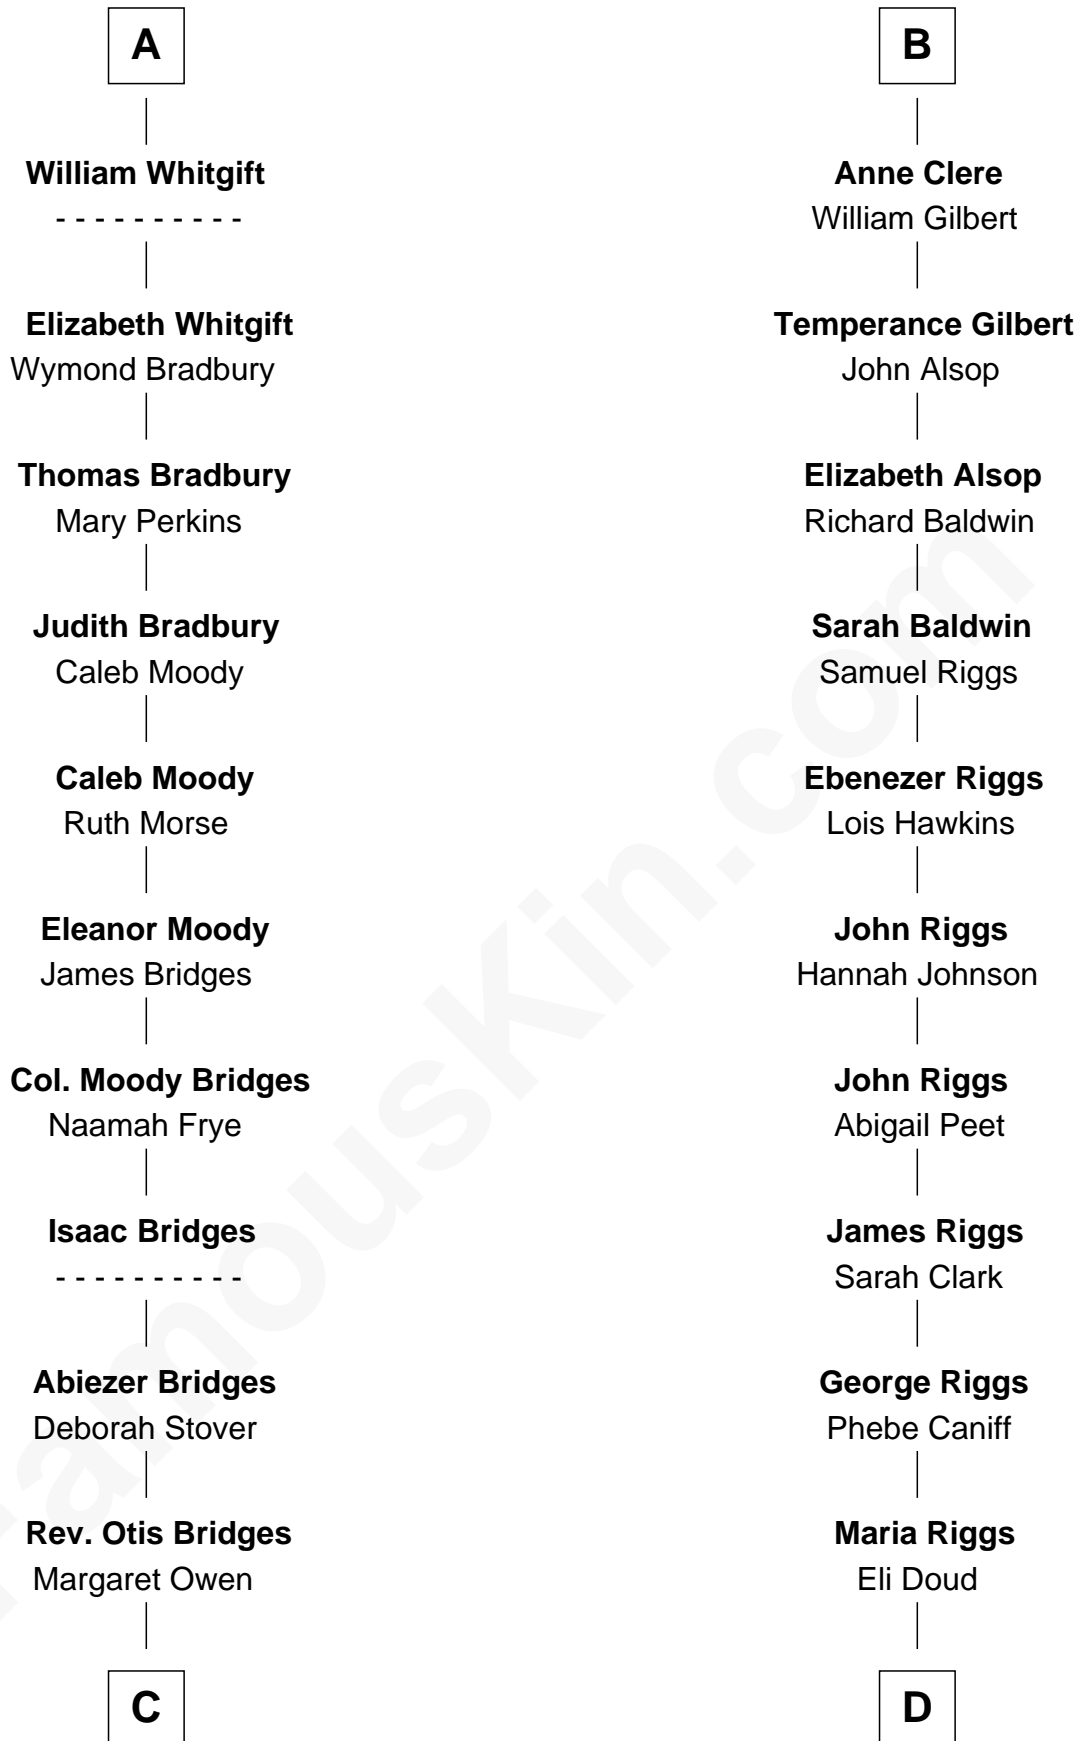 A
William Whitgift
- - - - - - - - - -
Elizabeth Whitgift
Wymond Bradbury
Thomas Bradbury
Mary Perkins
Judith Bradbury
Caleb Moody
Caleb Moody
Ruth Morse
Eleanor Moody
James Bridges
Col. Moody Bridges
Naamah Frye
Isaac Bridges
- - - - - - - - - -
Abiezer Bridges
Deborah Stover
Rev. Otis Bridges
Margaret Owen
C
B
Anne Clere
William Gilbert
Temperance Gilbert
John Alsop
Elizabeth Alsop
Richard Baldwin
Sarah Baldwin
Samuel Riggs
Ebenezer Riggs
Lois Hawkins
John Riggs
Hannah Johnson
John Riggs
Abigail Peet
James Riggs
Sarah Clark
George Riggs
Phebe Caniff
Maria Riggs
Eli Doud
D
FamousKin.com